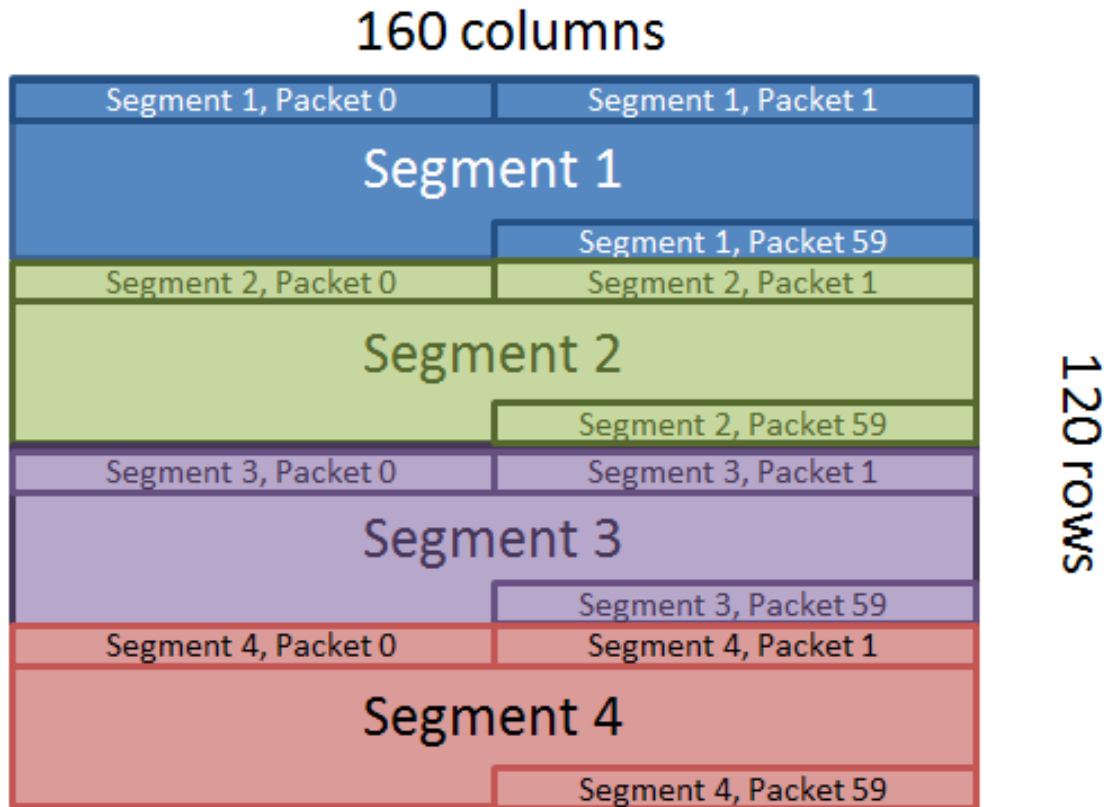 160 columns
Segment 1, Packet 0 Segment 1, Packet 1
Segment 1
Segment 1, Packet 59
Segment 2, Packet 0 Segment 2, Packet 1
Segment 2
Segment 2, Packet 59
Segment 3, Packet 0 Segment 3, Packet 1
Segment 3
Segment 3, Packet 59
Segment 4, Packet 0 Segment 4, Packet 1
Segment 4
Segment 4, Packet 59
120 rows